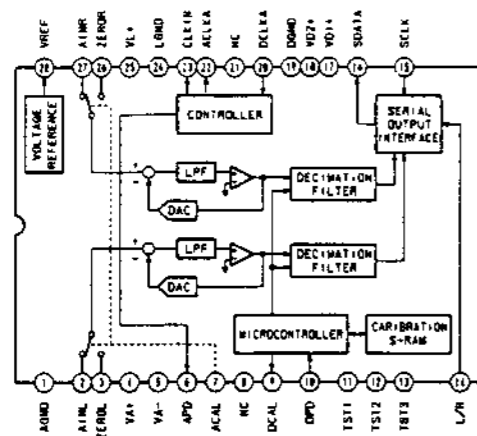 VREF AINR ZEROR VL+ LGND CLKIN ACLKA NC DCLKA DGND VD2+ VD1+ SDATA SCLK
28 27 26 25 24 23 22 21 20 19 18 17 16 15
VOLTAGE
REFERENCE
CONTROLLER
SERIAL
OUTPUT
INTERFACE
+
-
LPF
DAC
DECIMATION
FILTER
+
-
LPF
DAC
DECIMATION
FILTER
MICROCONTROLLER
CARIBRATION
S-RAM
1 2 3 4 5 6 7 8 9 10 11 12 13 14
AGND AINL ZEROL VA+ VA- APD ACAL NC DCAL DPD TST1 TST2 TST3 L/R